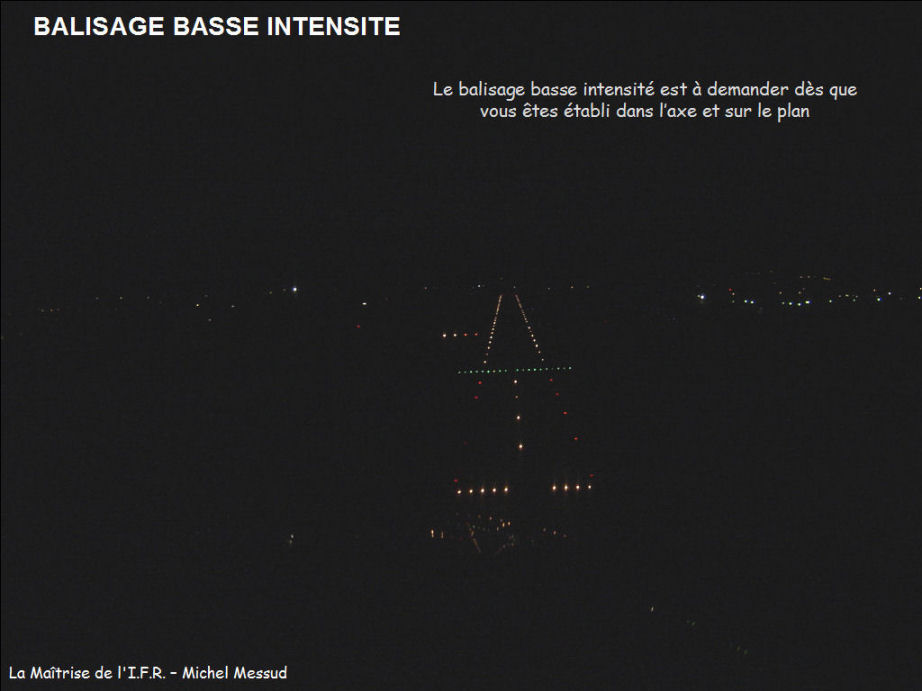 BALISAGE BASSE INTENSITE
Le balisage basse intensité est à demander dès que
vous êtes établi dans l'axe et sur le plan
La Maîtrise de l'I.F.R. – Michel Messud